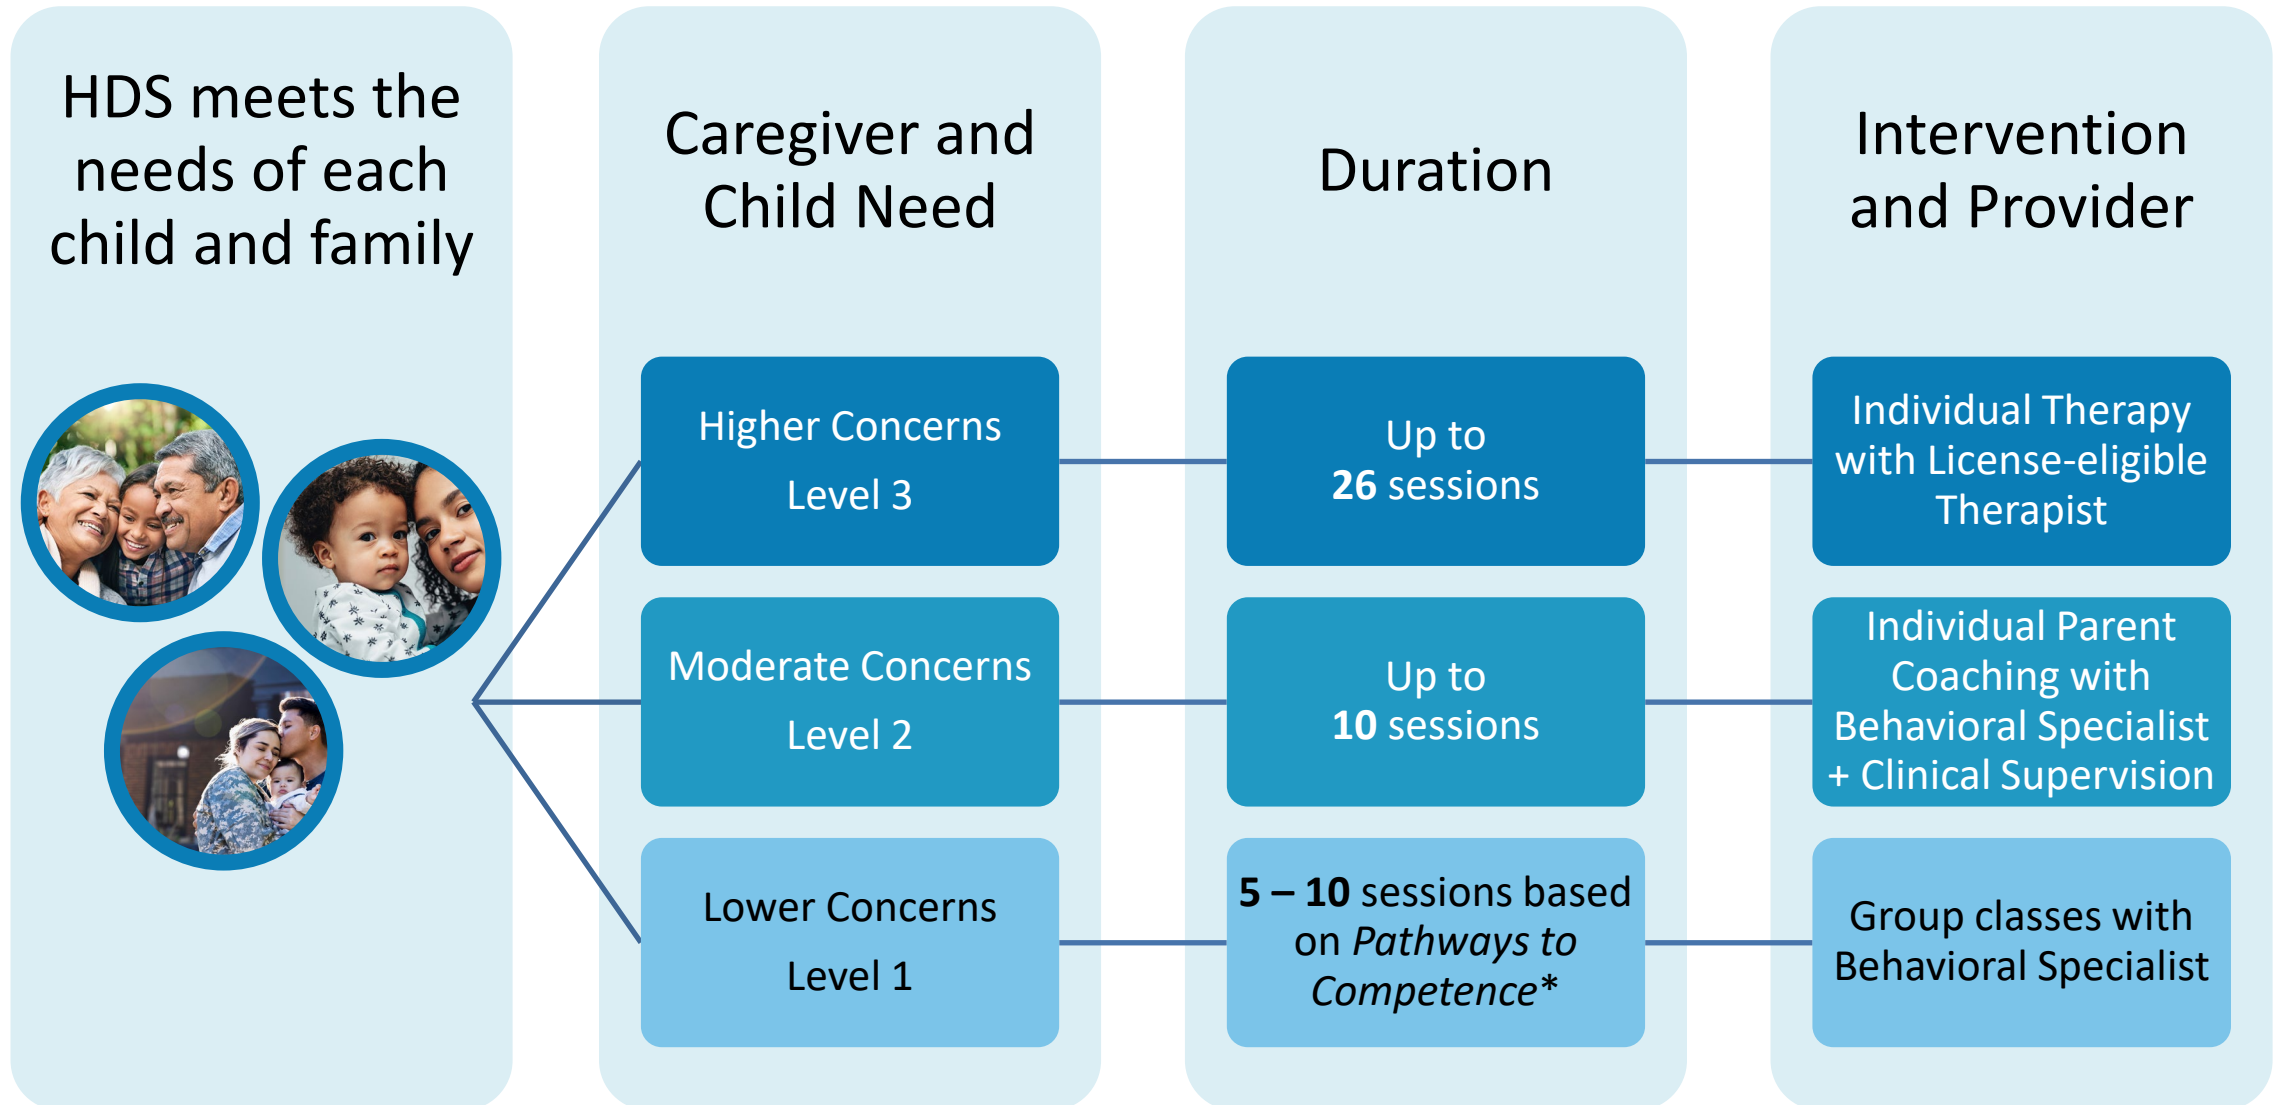 HDS meets the
needs of each
child and family
Caregiver and
Child Need
Duration
Intervention
and Provider
Higher Concerns
Level 3
Up to
26 sessions
Individual Therapy
with License-eligible
Therapist
Moderate Concerns
Level 2
Up to
10 sessions
Individual Parent
Coaching with
Behavioral Specialist
+ Clinical Supervision
Lower Concerns
Level 1
5 – 10 sessions based
on Pathways to
Competence*
Group classes with
Behavioral Specialist